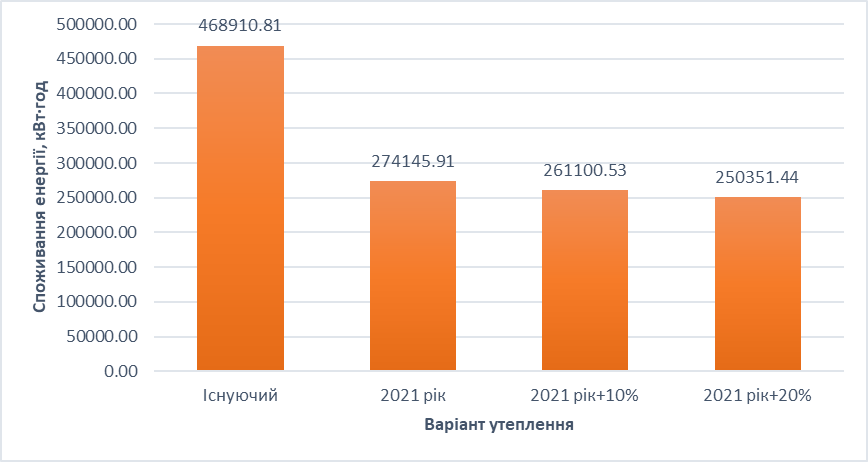 500000.00
450000.00
400000.00
350000.00
300000.00
250000.00
200000.00
150000.00
100000.00
50000.00
0.00
Споживання енергії, кВт·год
468910.81
274145.91
261100.53
250351.44
Існуючий
2021 рік
2021 рік+10%
2021 рік+20%
Варіант утеплення